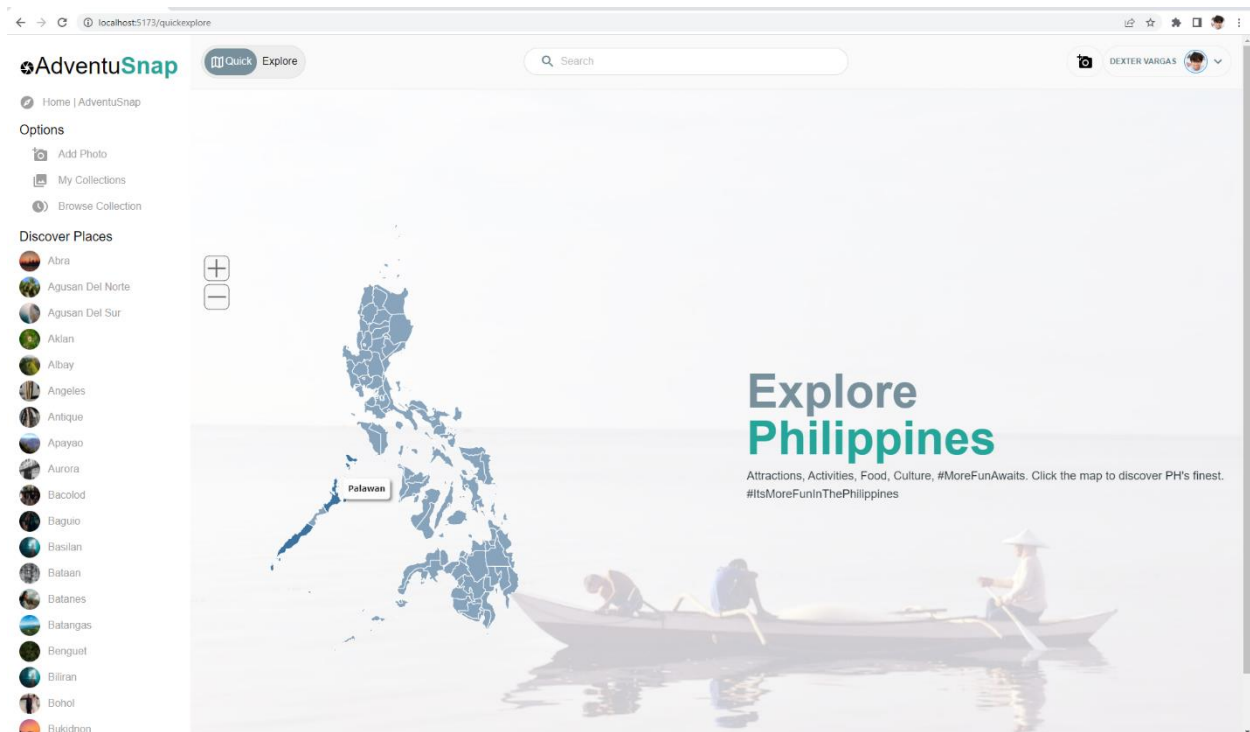 localhost:5173/quickexplore
AdventuSnap
Quick Explore
Search
DEXTER VARGAS
Home | AdventuSnap
Options
Add Photo
My Collections
Browse Collection
Discover Places
Abra
Agusan Del Norte
Agusan Del Sur
Aklan
Albay
Angeles
Antique
Apayao
Aurora
Bacolod
Baguio
Basilan
Bataan
Batanes
Batangas
Benguet
Biliran
Bohol
Bukidnon
Palawan
Explore
Philippines
Attractions, Activities, Food, Culture, #MoreFunAwaits. Click the map to discover PH's finest.
#ItsMoreFunInThePhilippines